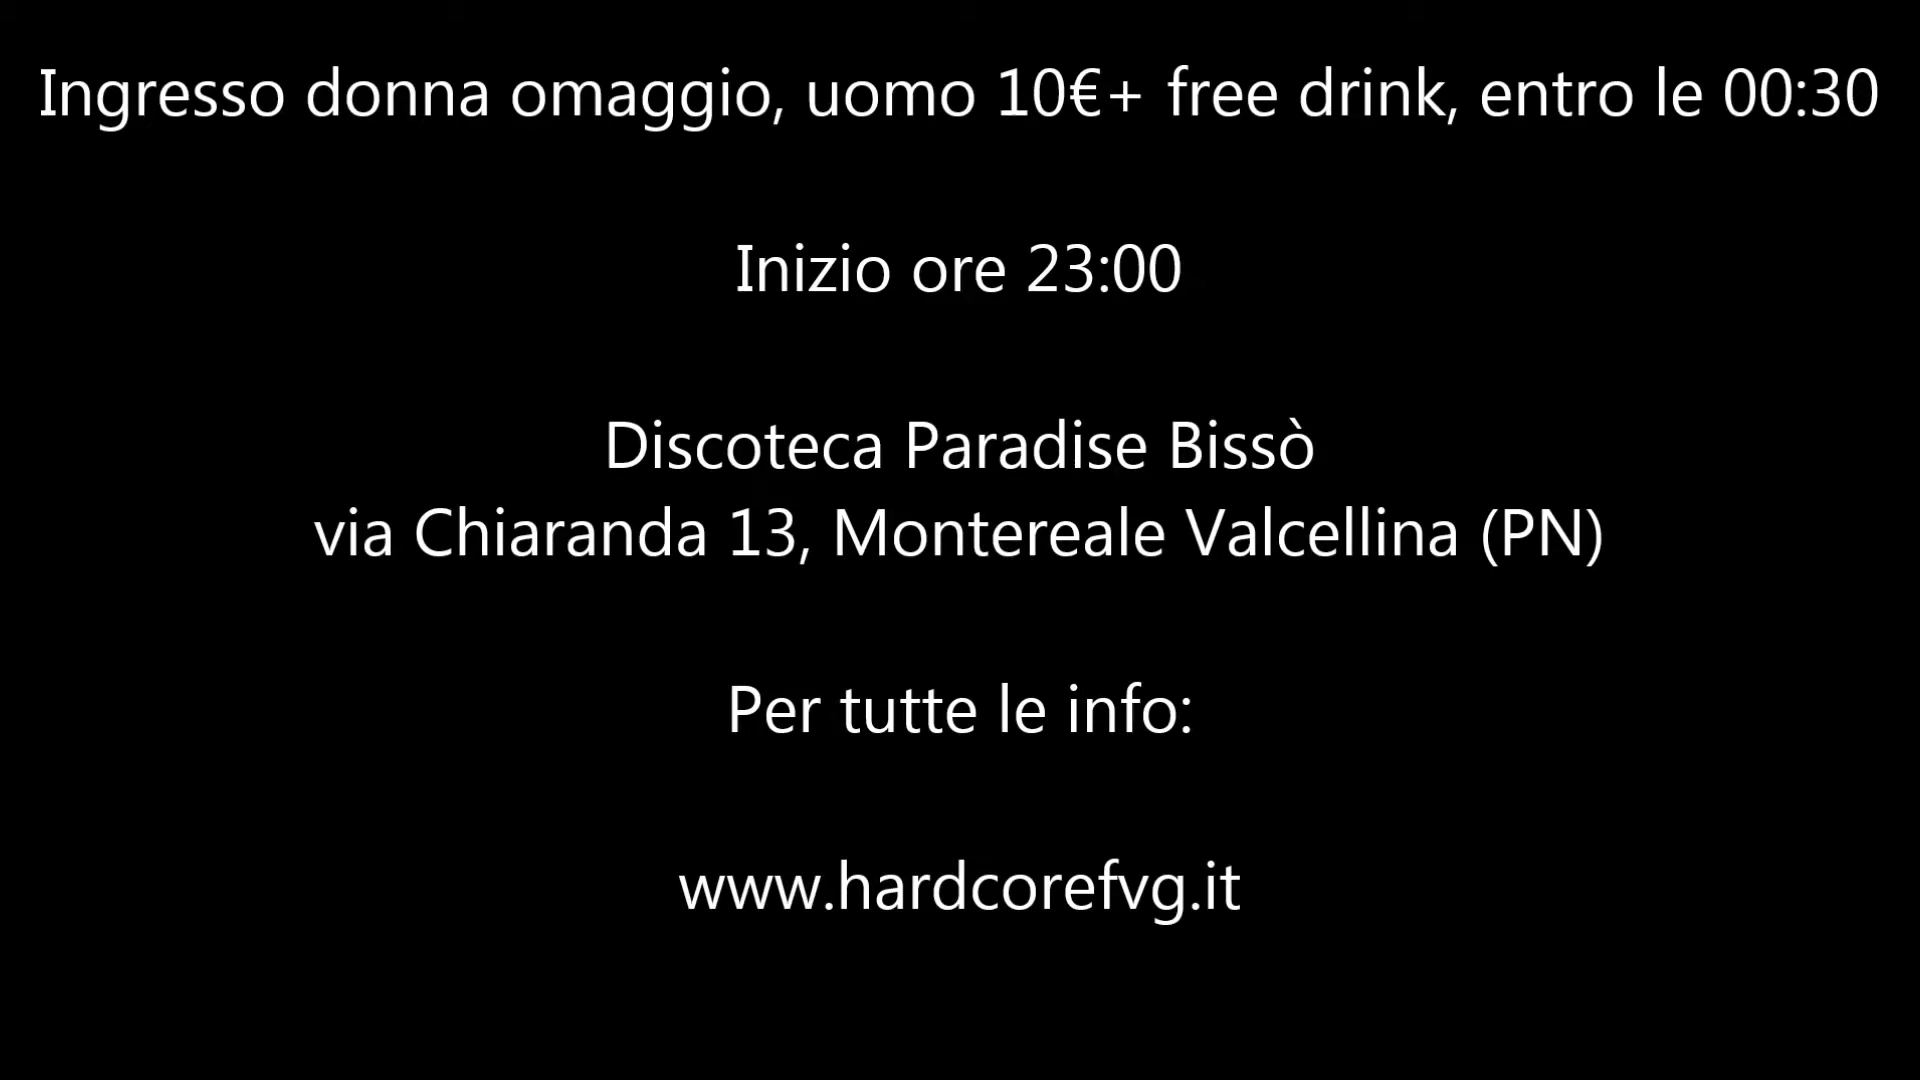 Ingresso donna omaggio, uomo 10€+ free drink, entro le 00:30
Inizio ore 23:00
Discoteca Paradise Bissò
via Chiaranda 13, Montereale Valcellina (PN)
Per tutte le info:
www.hardcorefvg.it